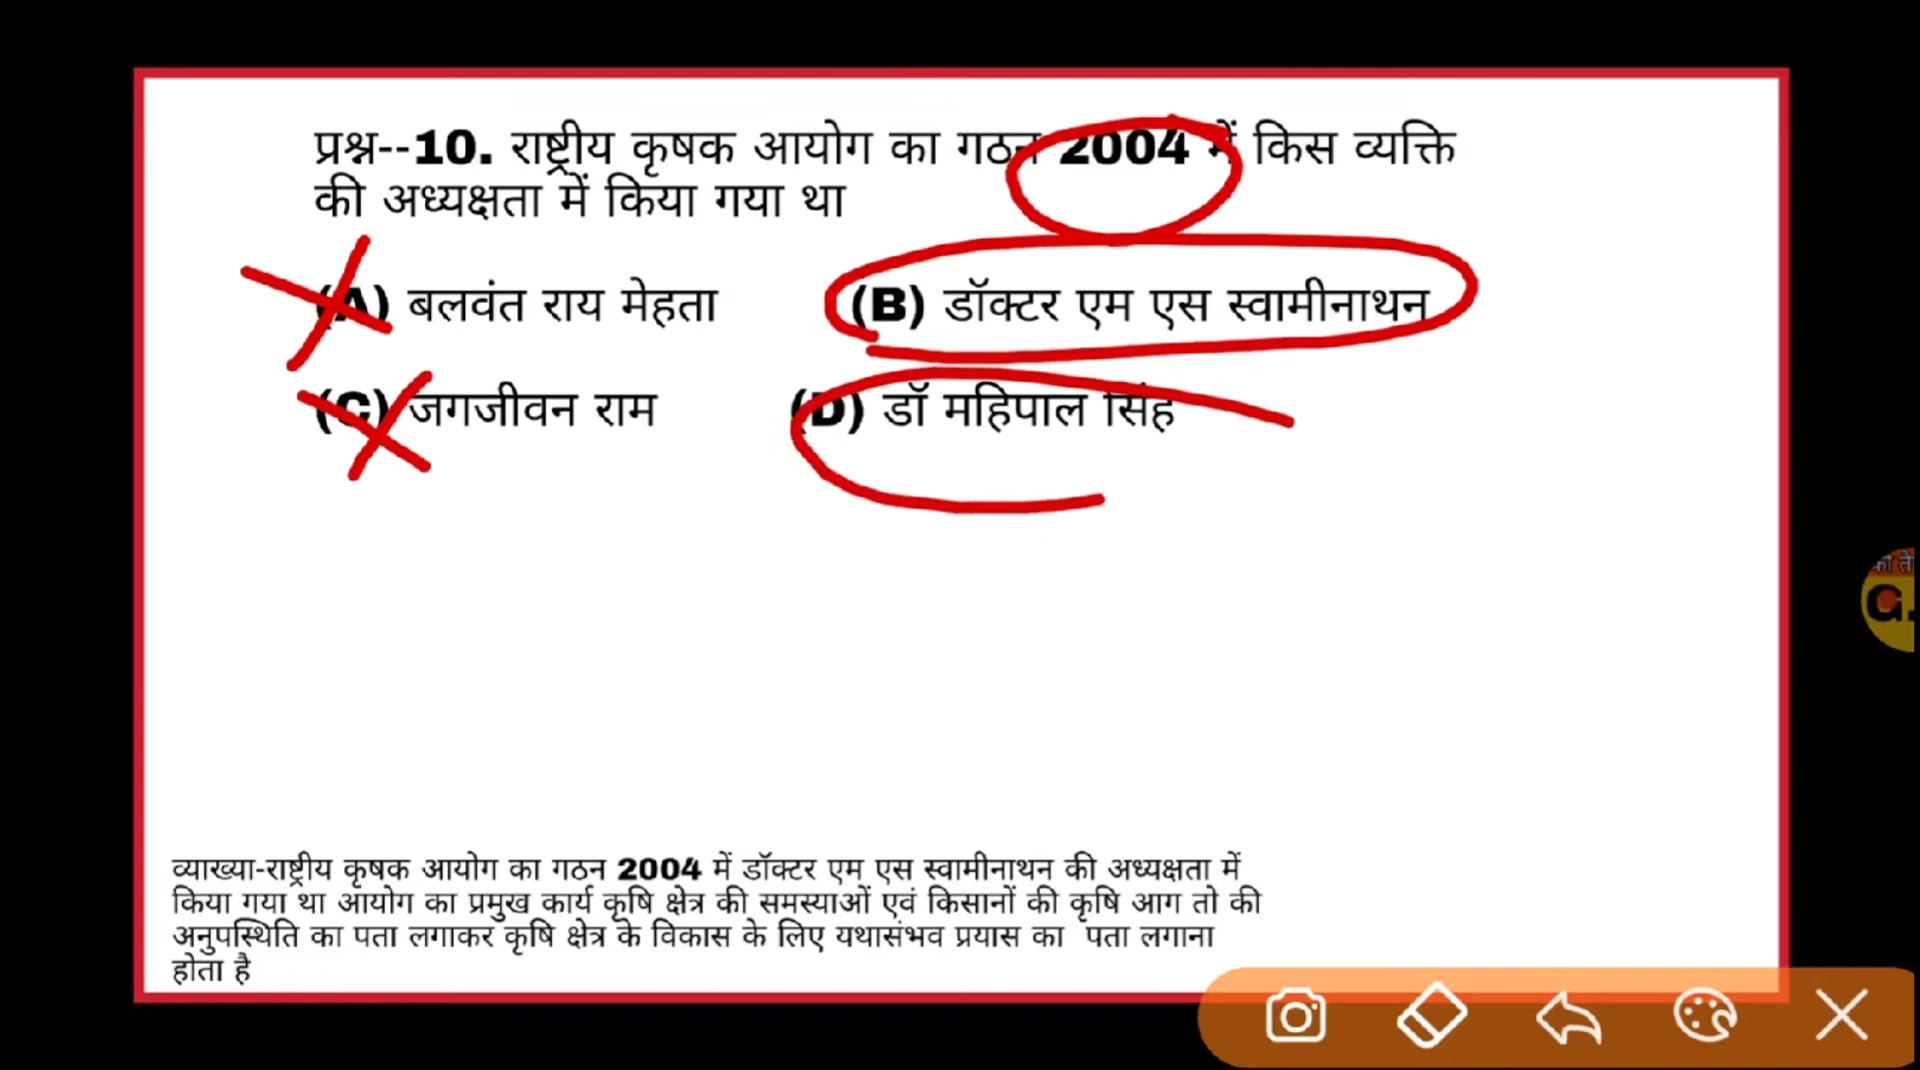 प्रश्न--10. राष्ट्रीय कृषक आयोग का गठन 2004 में किस व्यक्ति
की अध्यक्षता में किया गया था
(A) बलवंत राय मेहता (B) डॉक्टर एम एस स्वामीनाथन
(C) जगजीवन राम (D) डॉ महिपाल सिंह
व्याख्या-राष्ट्रीय कृषक आयोग का गठन 2004 में डॉक्टर एम एस स्वामीनाथन की अध्यक्षता में
किया गया था आयोग का प्रमुख कार्य कृषि क्षेत्र की समस्याओं एवं किसानों की कृषि आग तो की
अनुपस्थिति का पता लगाकर कृषि क्षेत्र के विकास के लिए यथासंभव प्रयास का पता लगाना
होता है